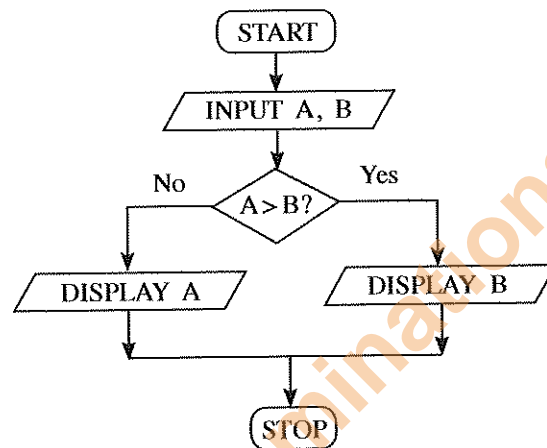 START
INPUT A, B
No
Yes
A > B?
DISPLAY A
DISPLAY B
STOP